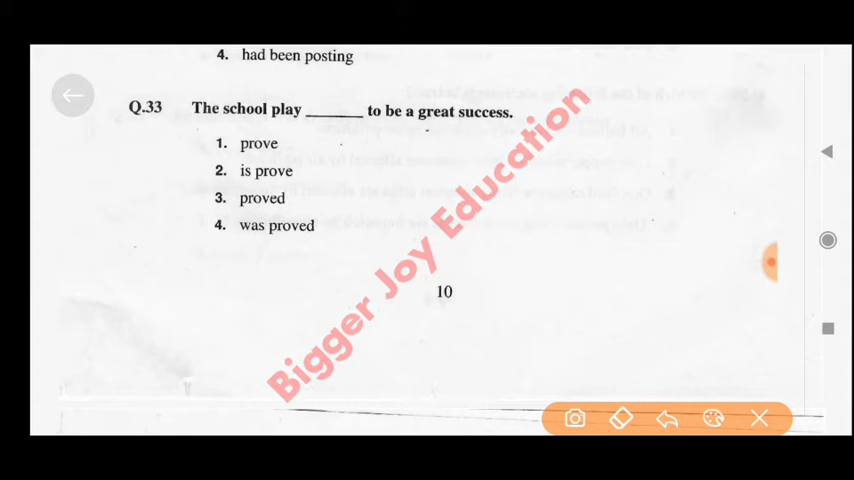 4. had been posting
Q.33 The school play ______ to be a great success.
1. prove
2. is prove
3. proved
4. was proved
10
Bigger Joy Education